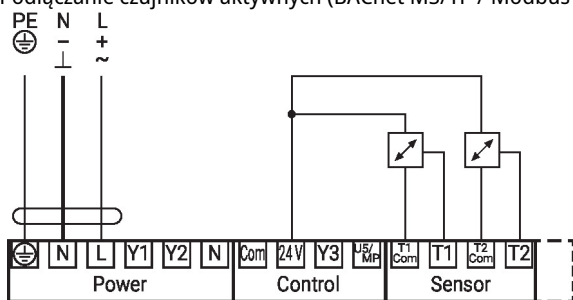 Podłączanie czujników aktywnych (BACnet MS/TP / Modbus
PE N L
– +
⊥ ~
N L Y1 Y2 N Com 24 V Y3 U5/MP T1 Com T1 T2 Com T2
Power Control Sensor